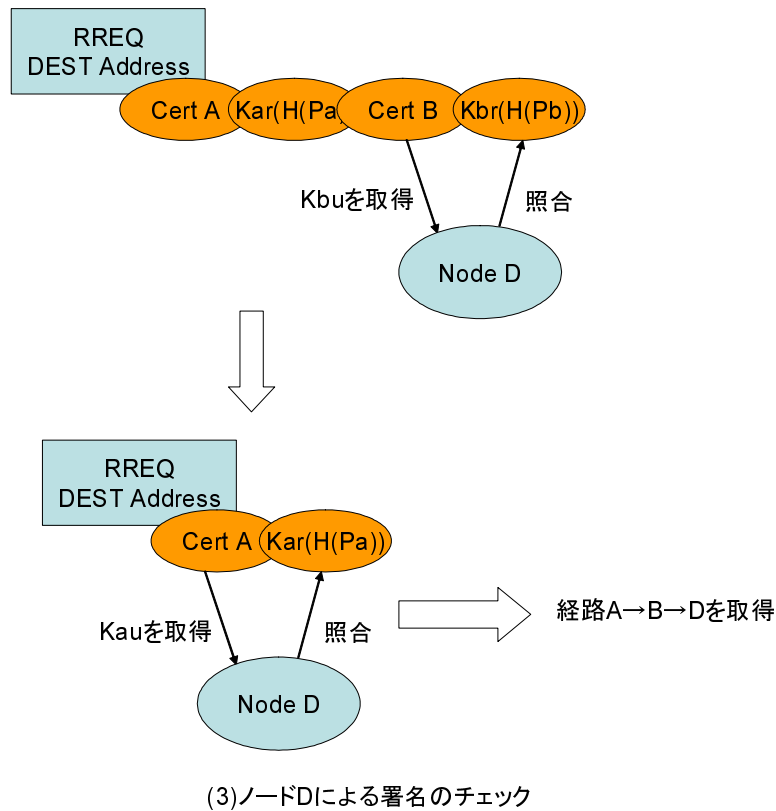 RREQ
DEST Address
Cert A
Kar(H(Pa)
Cert B
Kbr(H(Pb))
Kbuを取得
照合
Node D
RREQ
DEST Address
Cert A
Kar(H(Pa))
Kauを取得
照合
経路A→B→Dを取得
Node D
(3)ノードDによる署名のチェック